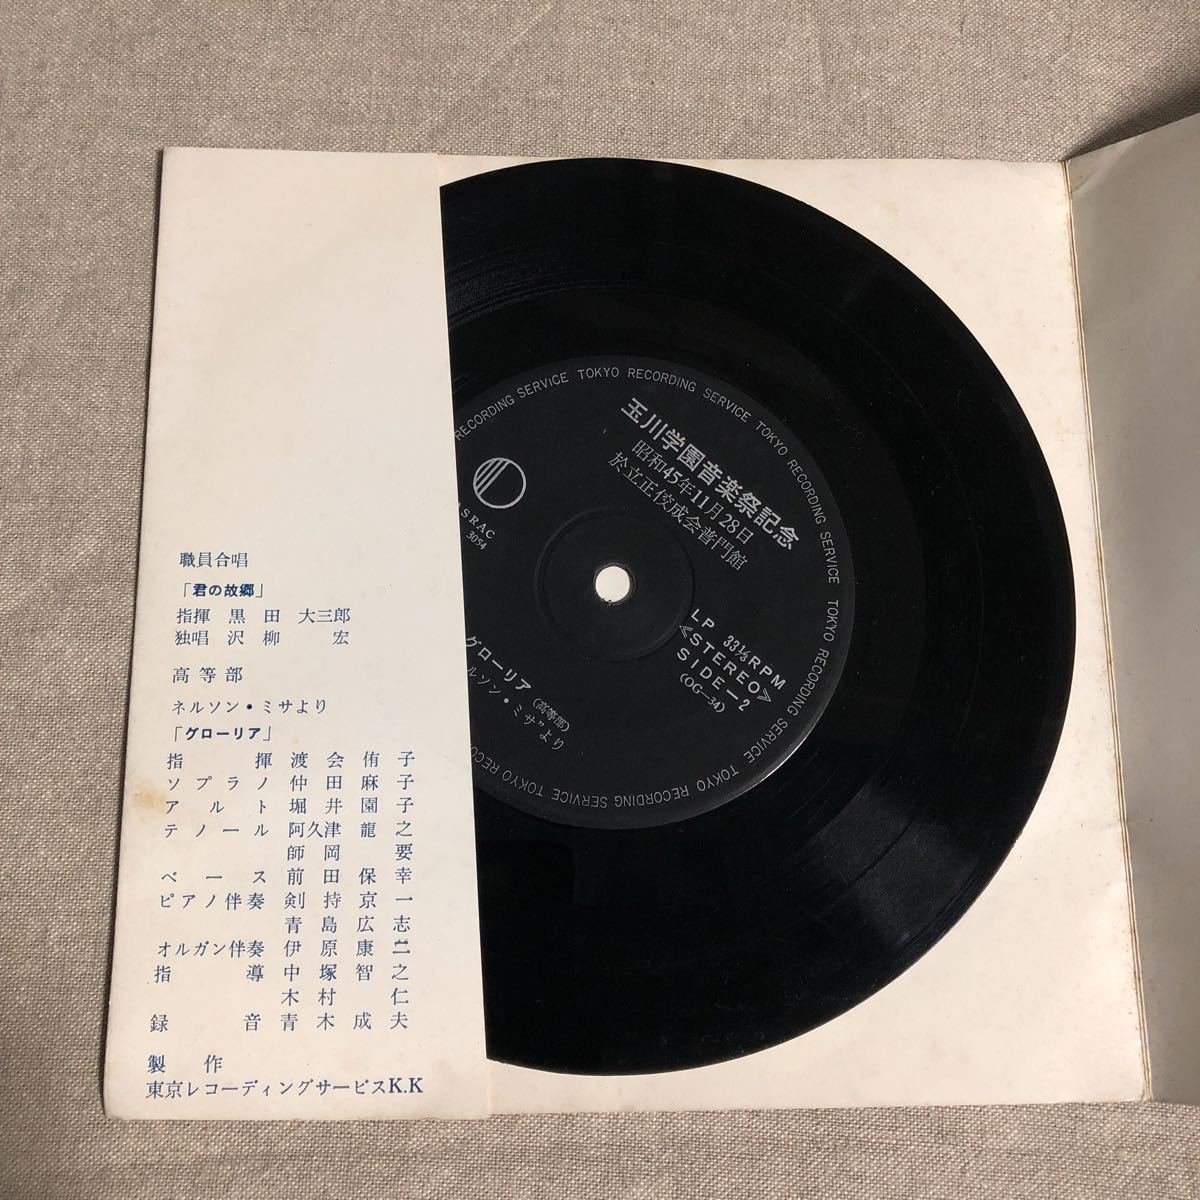 職員合唱
「君の故郷」
指揮 黒田 大三郎
独唱 沢柳 宏
高等部
ネルソン・ミサより
「グローリア」
指揮 渡会侑子
ソプラノ 仲田麻子
アルト 堀井園子
テノール 阿久津龍之
師岡要
ベース 前田保幸
ピアノ伴奏 剣持京一
青島広志
オルガン伴奏 伊原康二
指導 中塚智之
木村仁
録音 青木成夫
製作
東京レコーディングサービスK.K
RECORDING SERVICE TOKYO RECORDING SERVICE TOKYO RECORDING SERVICE TOKYO RECORDING SERVICE TOKYO RECORDING SERVICE TOKYO RECO
玉川学園音楽祭記念
昭和45年11月28日
於立正佼成会普門館
ASRAC
3054
LP 33⅓RPM
《STEREO》
SIDE−2
(OG−34)
グローリア(高等部)
ルソン・ミサ”より